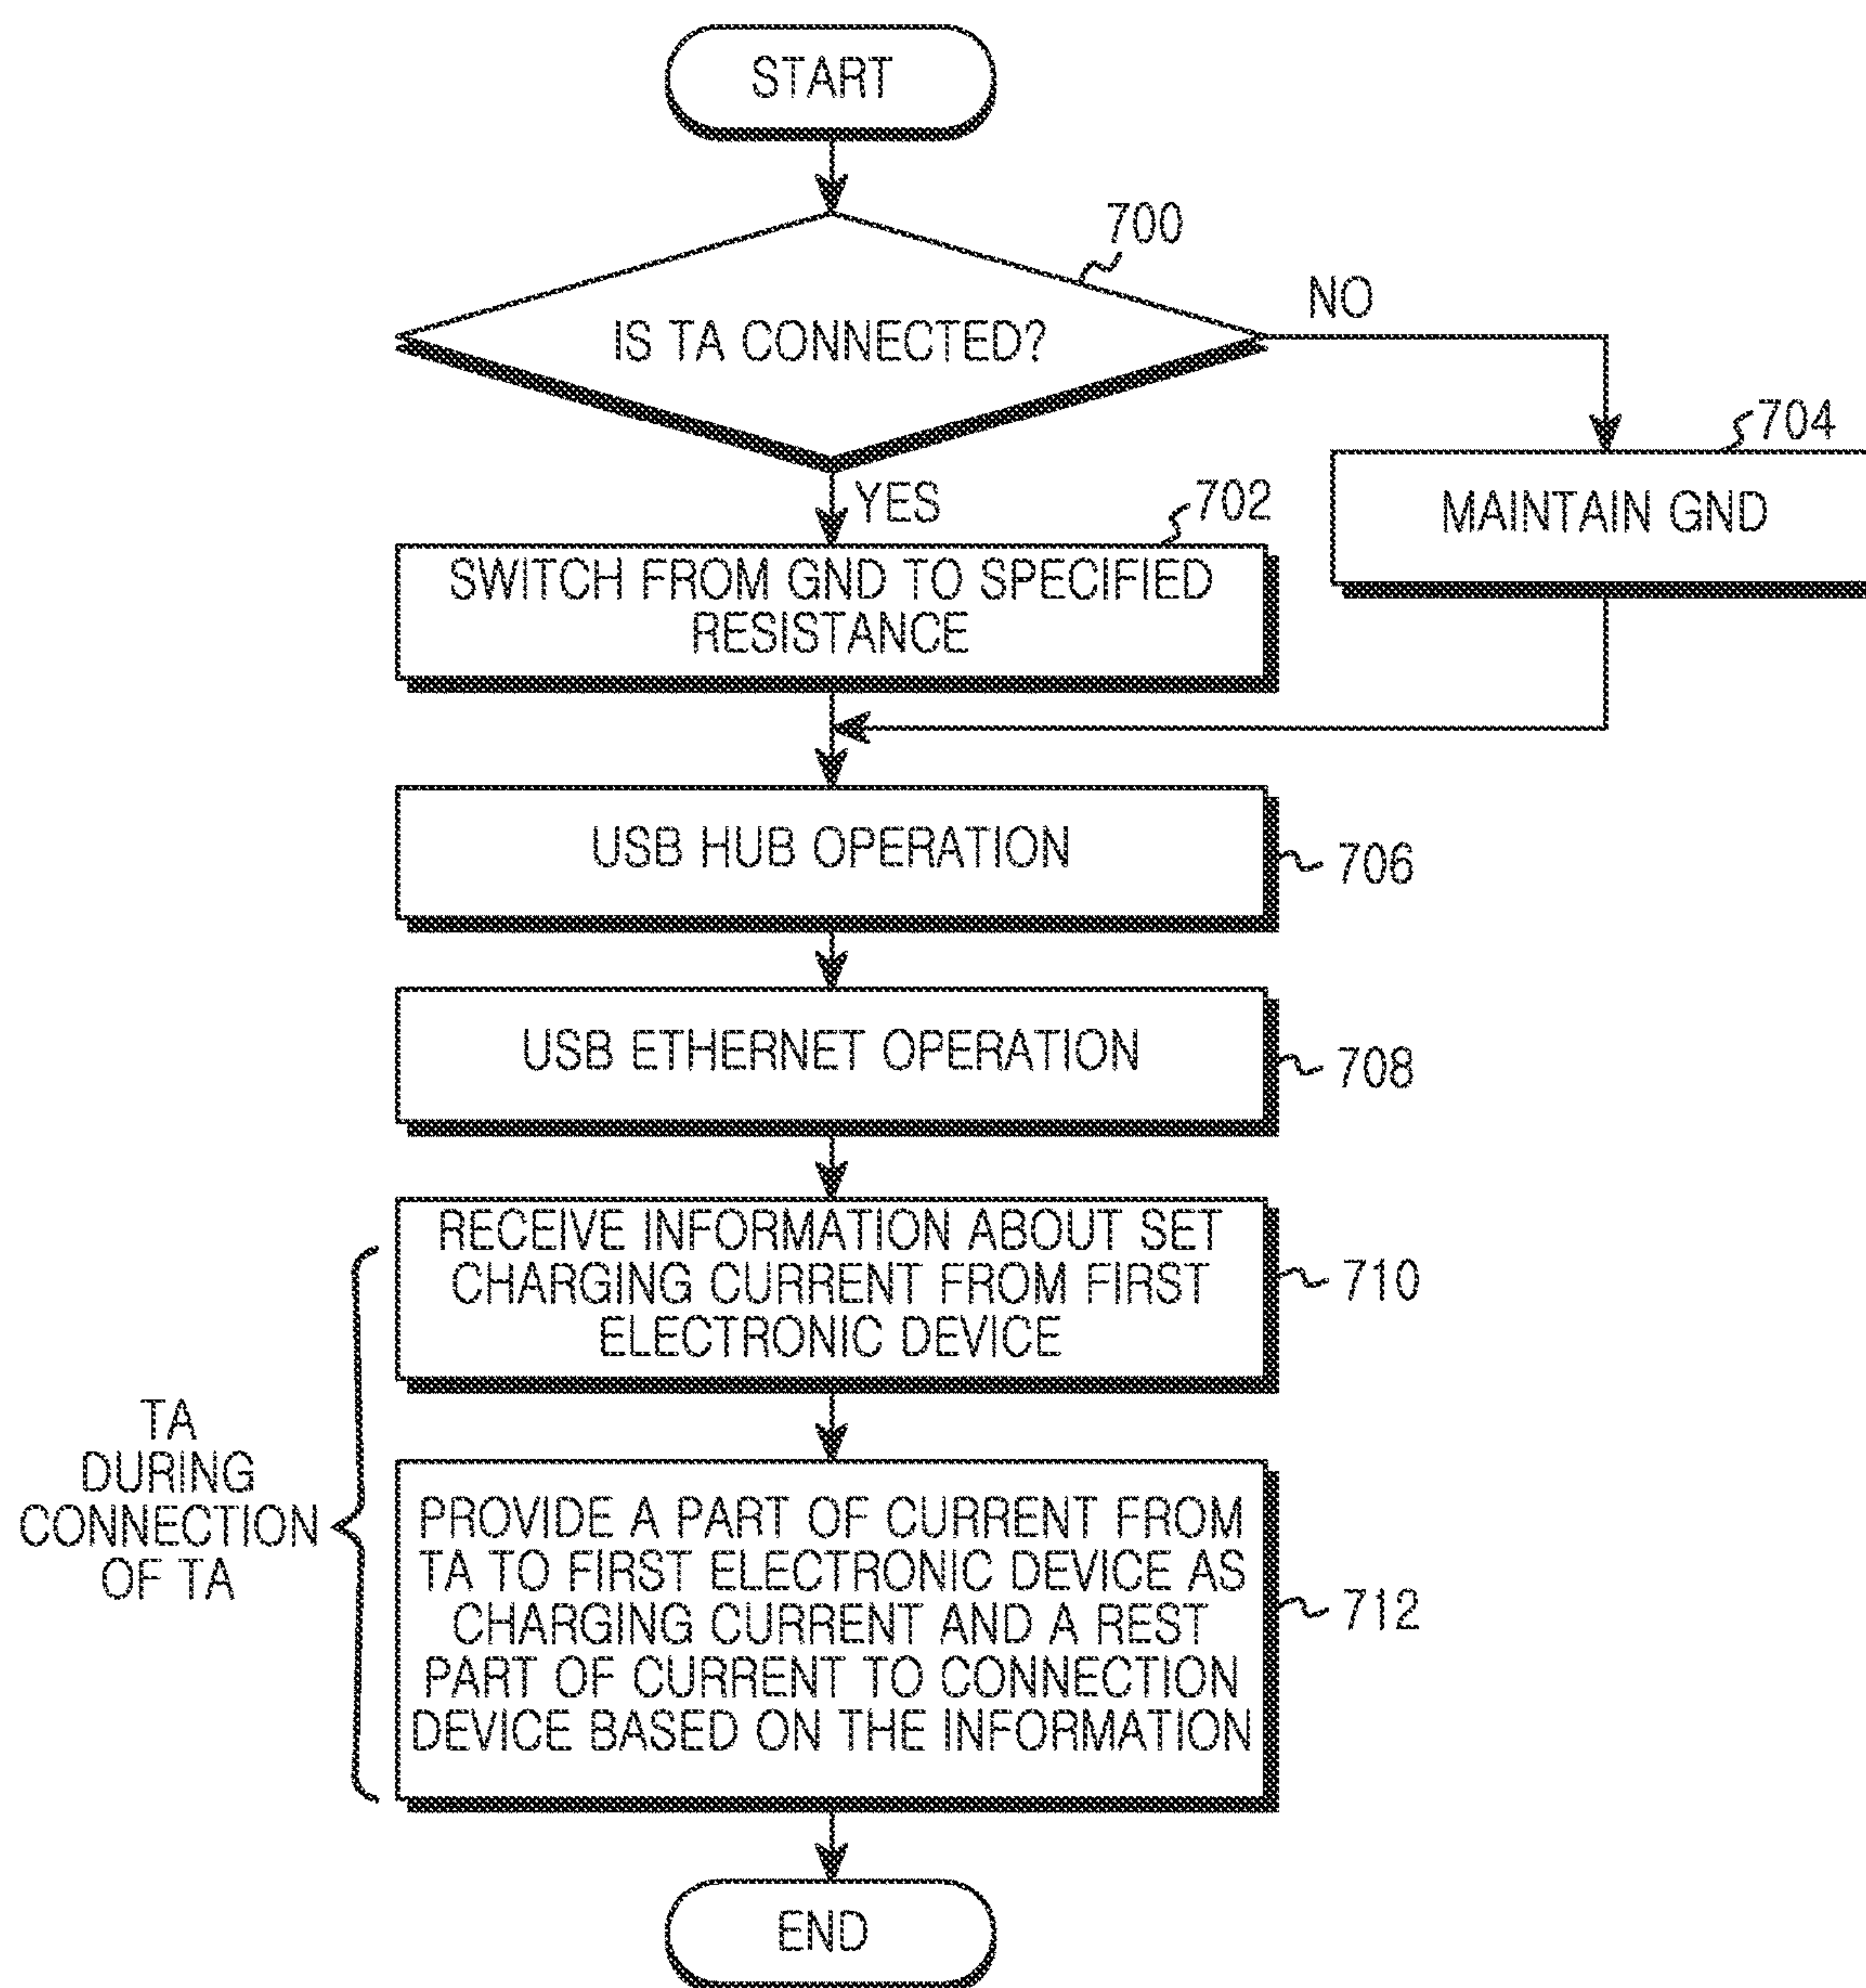 START
700
IS TA CONNECTED?
NO
YES
704
MAINTAIN GND
702
SWITCH FROM GND TO SPECIFIED
RESISTANCE
USB HUB OPERATION
706
USB ETHERNET OPERATION
708
RECEIVE INFORMATION ABOUT SET
CHARGING CURRENT FROM FIRST
ELECTRONIC DEVICE
710
TA
DURING
CONNECTION
OF TA
PROVIDE A PART OF CURRENT FROM
TA TO FIRST ELECTRONIC DEVICE AS
CHARGING CURRENT AND A REST
PART OF CURRENT TO CONNECTION
DEVICE BASED ON THE INFORMATION
712
END